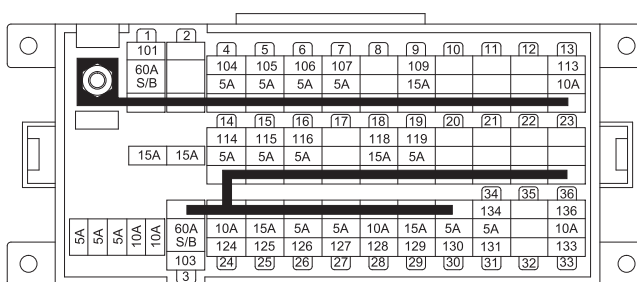 1 2 4 5 6 7 8 9 10 11 12 13
101 104 105 106 107 109 113
60A S/B 5A 5A 5A 5A 15A 10A
14 15 16 17 18 19 20 21 22 23
114 115 116 118 119
15A 15A 5A 5A 5A 15A 5A
34 35 36
134 136
5A 5A 5A 10A 10A 60A S/B 10A 15A 5A 5A 10A 15A 5A 5A 10A
103 124 125 126 127 128 129 130 131 133
3 24 25 26 27 28 29 30 31 32 33